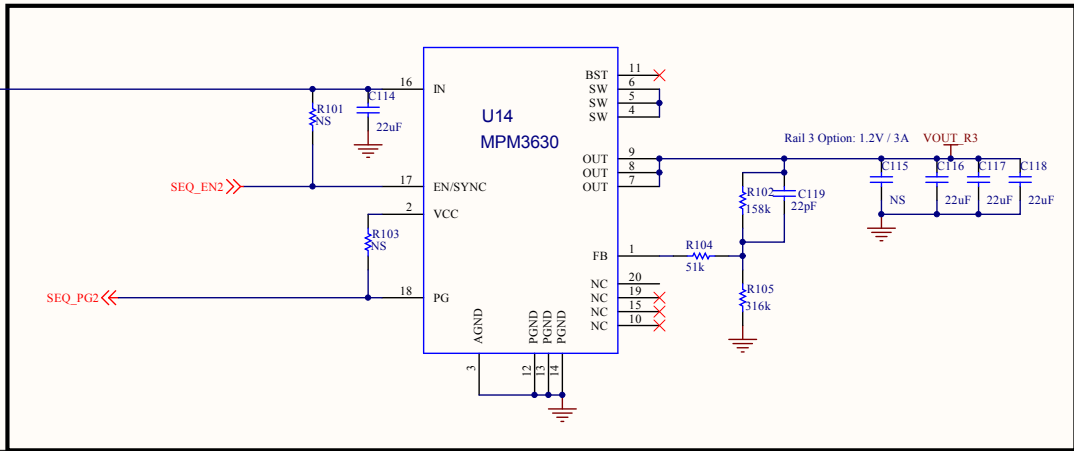 16
IN
R101
NS
C114
22uF
U14
MPM3630
BST
11
SW
6
SW
5
SW
4
Rail 3 Option: 1.2V / 3A
VOUT_R3
SEQ_EN2
17
EN/SYNC
OUT
9
OUT
8
OUT
7
R102
158k
C119
22pF
C115
NS
C116
22uF
C117
22uF
C118
22uF
2
VCC
R103
NS
FB
1
R104
51k
SEQ_PG2
18
PG
NC
20
NC
19
NC
15
NC
10
R105
316k
AGND
PGND
PGND
PGND
3
12
13
14